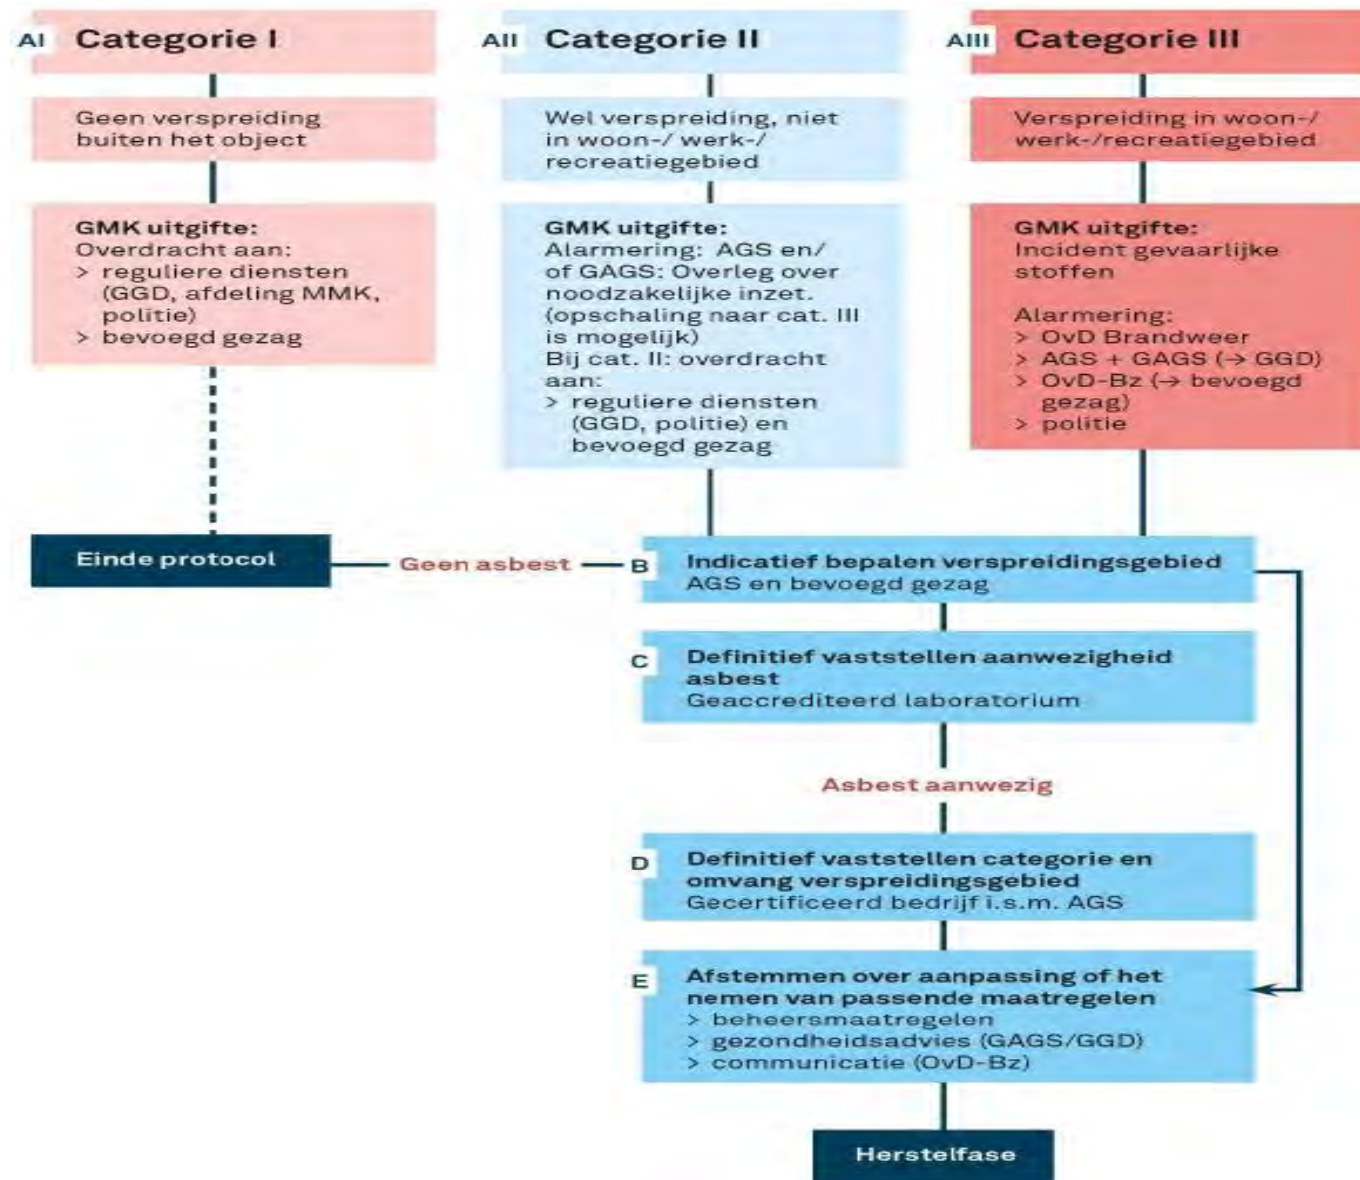 AI Categorie I
Geen verspreiding
buiten het object
GMK uitgifte:
Overdracht aan:
> reguliere diensten
(GGD, afdeling MMK,
politie)
> bevoegd gezag
AII Categorie II
Wel verspreiding, niet
in woon-/ werk-/
recreatiegebied
GMK uitgifte:
Alarmering: AGS en/
of GAGS: Overleg over
noodzakelijke inzet.
(opschaling naar cat. III
is mogelijk)
Bij cat. II: overdracht
aan:
> reguliere diensten
(GGD, politie) en
bevoegd gezag
AIII Categorie III
Verspreiding in woon-/
werk-/recreatiegebied
GMK uitgifte:
Incident gevaarlijke
stoffen
Alarmering:
> OvD Brandweer
> AGS + GAGS (→ GGD)
> OvD-Bz (→ bevoegd
gezag)
> politie
Einde protocol
Geen asbest
B Indicatief bepalen verspreidingsgebied
AGS en bevoegd gezag
C Definitief vaststellen aanwezigheid
asbest
Geaccrediteerd laboratorium
Asbest aanwezig
D Definitief vaststellen categorie en
omvang verspreidingsgebied
Gecertificeerd bedrijf i.s.m. AGS
E Afstemmen over aanpassing of het
nemen van passende maatregelen
> beheersmaatregelen
> gezondheidsadvies (GAGS/GGD)
> communicatie (OvD-Bz)
Herstelfase